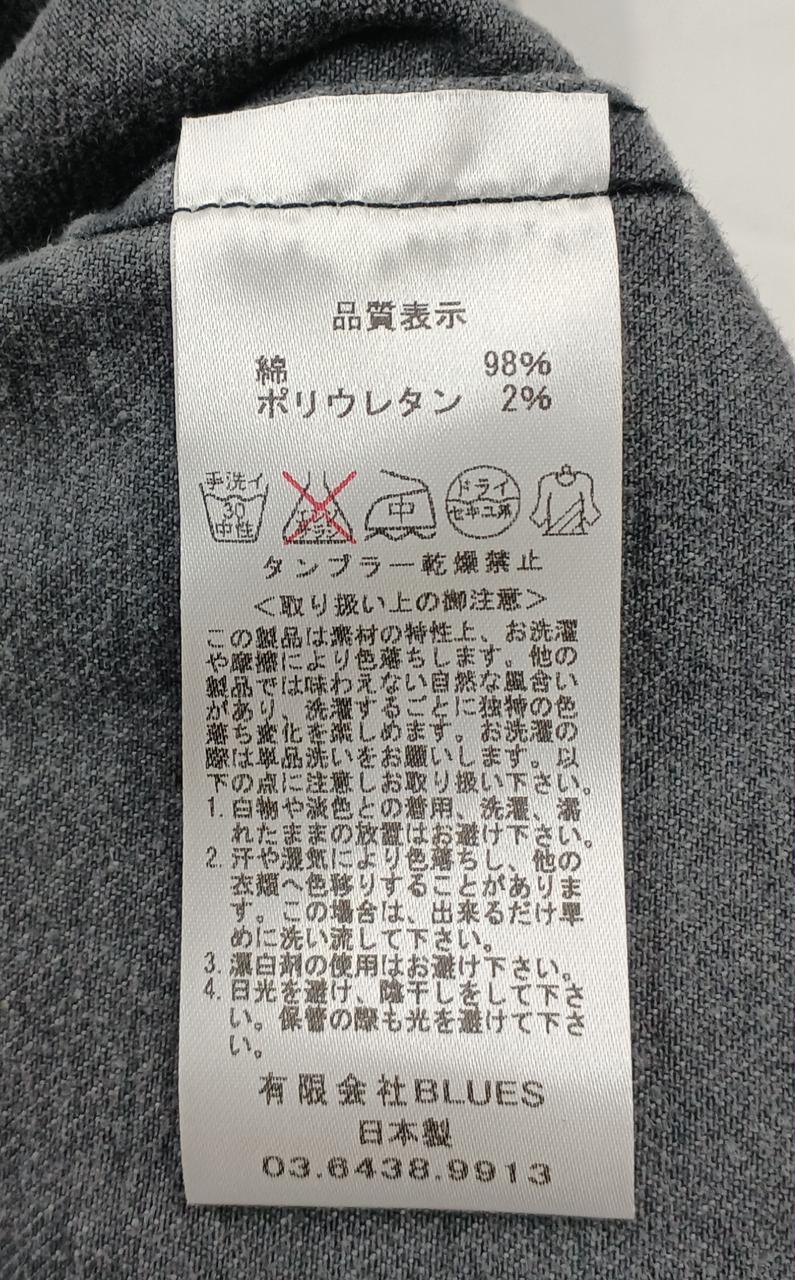 品質表示
綿 98%
ポリウレタン 2%
手洗イ 30 中性 エンソ サラシ 中 ドライ セキユ系
タンブラー乾燥禁止
<取り扱い上の御注意>
この製品は素材の特性上、お洗濯
や摩擦により色落ちします。他の
製品では味わえない自然な風合い
があり、洗濯するごとに独特の色
落ち変化を楽しめます。お洗濯の
際は単品洗いをお願いします。以
下の点に注意しお取り扱い下さい。
1. 白物や淡色との着用、洗濯、濡
れたままの放置はお避け下さい。
2. 汗や湿気により色落ちし、他の
衣類へ色移りすることがありま
す。この場合は、出来るだけ早
めに洗い流して下さい。
3. 漂白剤の使用はお避け下さい。
4. 日光を避け、陰干しをして下さ
い。保管の際も光を避けて下さ
い。
有限会社BLUES
日本製
03.6438.9913